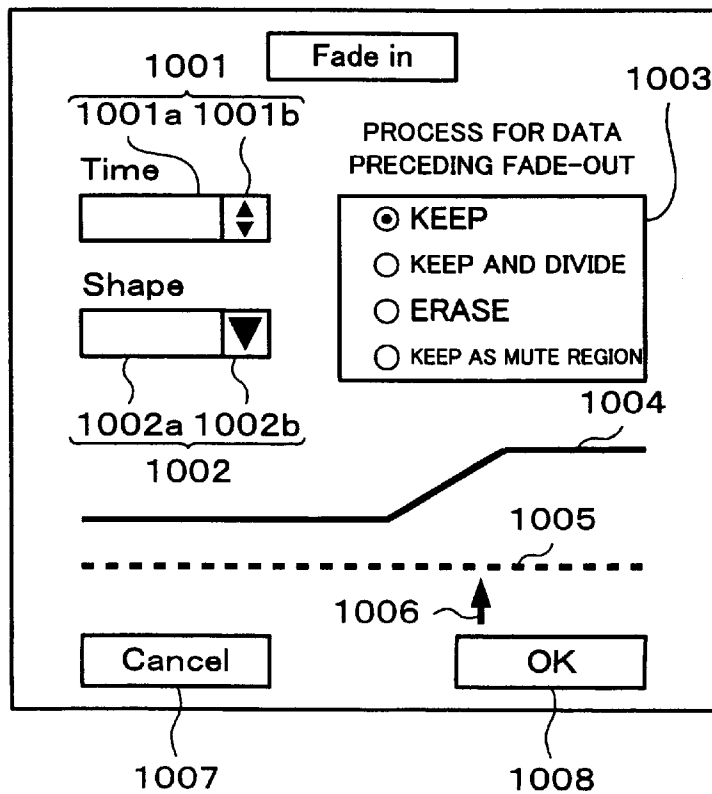 Fade in
1001
1001a 1001b
1003
Time
PROCESS FOR DATA
PRECEDING FADE-OUT
KEEP
KEEP AND DIVIDE
ERASE
KEEP AS MUTE REGION
Shape
1002a 1002b
1002
1004
1005
1006
Cancel
OK
1007
1008